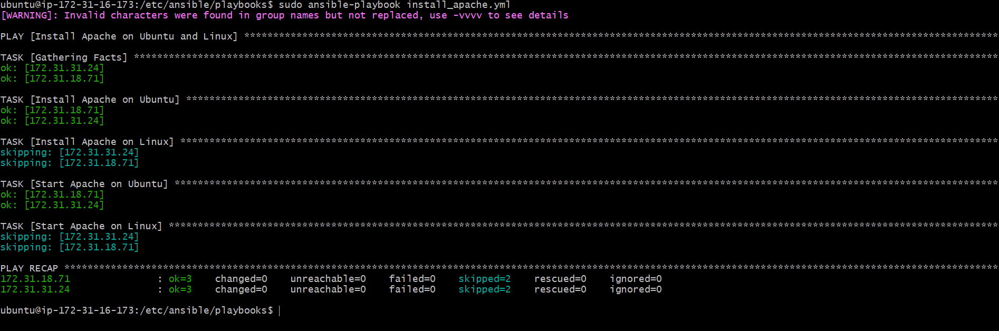 ubuntu@ip-172-31-16-173:/etc/ansible/playbooks$ sudo ansible-playbook install_apache.yml
[WARNING]: Invalid characters were found in group names but not replaced, use -vvvv to see details
PLAY [Install Apache on Ubuntu and Linux] **********************************************************************************************************************************
TASK [Gathering Facts] *****************************************************************************************************************************************************
ok: [172.31.31.24]
ok: [172.31.18.71]
TASK [Install Apache on Ubuntu] ********************************************************************************************************************************************
ok: [172.31.18.71]
ok: [172.31.31.24]
TASK [Install Apache on Linux] *********************************************************************************************************************************************
skipping: [172.31.31.24]
skipping: [172.31.18.71]
TASK [Start Apache on Ubuntu] **********************************************************************************************************************************************
ok: [172.31.18.71]
ok: [172.31.31.24]
TASK [Start Apache on Linux] ***********************************************************************************************************************************************
skipping: [172.31.31.24]
skipping: [172.31.18.71]
PLAY RECAP *****************************************************************************************************************************************************************
172.31.18.71               : ok=3    changed=0    unreachable=0    failed=0    skipped=2    rescued=0    ignored=0
172.31.31.24               : ok=3    changed=0    unreachable=0    failed=0    skipped=2    rescued=0    ignored=0
ubuntu@ip-172-31-16-173:/etc/ansible/playbooks$